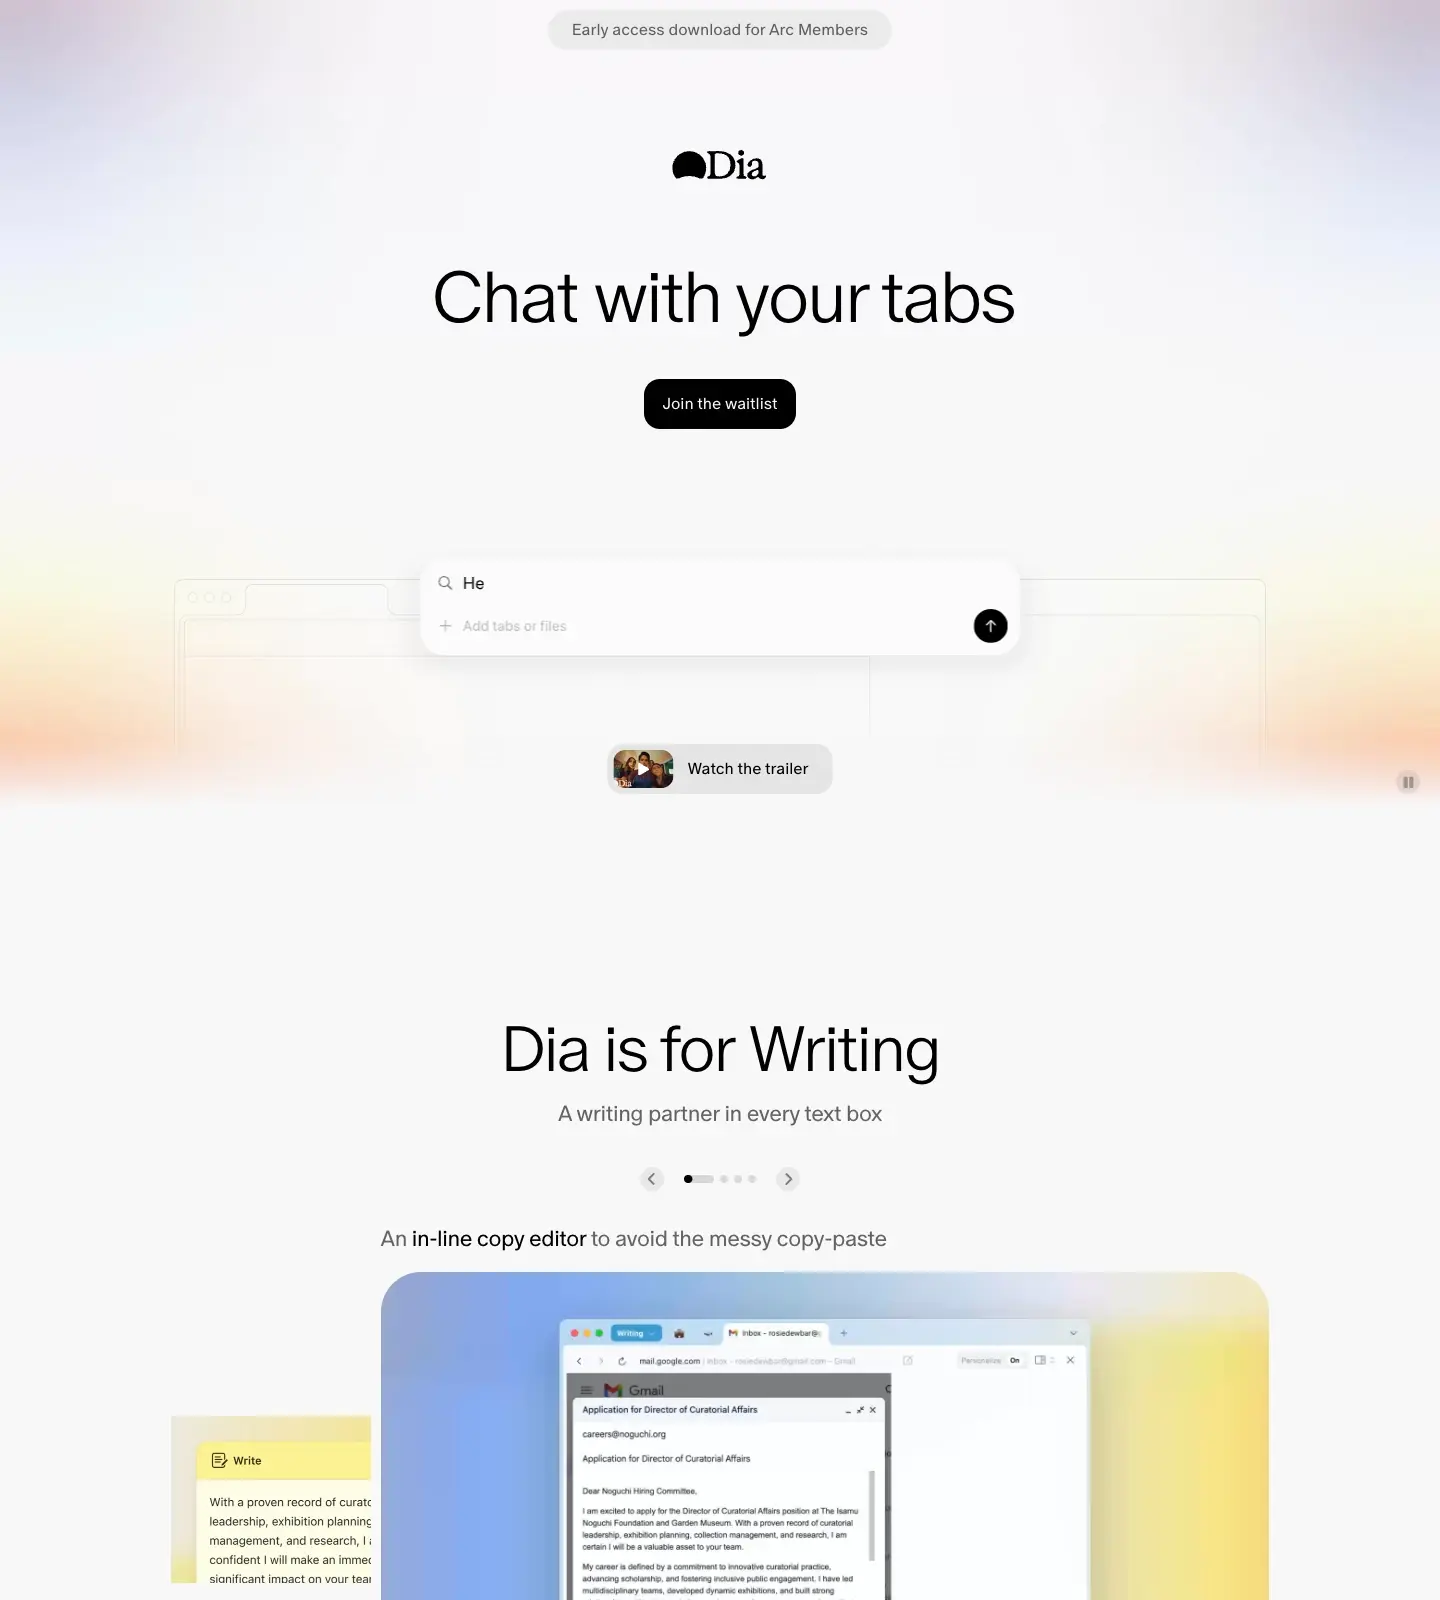 Early access download for Arc Members
Dia
Chat with your tabs
Join the waitlist
He
Add tabs or files
Dia
Watch the trailer
Dia is for Writing
A writing partner in every text box
An in-line copy editor to avoid the messy copy-paste
Writing
Inbox - rosiedewbar@g
mail.google.com | Inbox - rosiedewbar@gmail.com – Gmail
Personalize On
Gmail
Application for Director of Curatorial Affairs
careers@noguchi.org
Application for Director of Curatorial Affairs
Dear Noguchi Hiring Committee,
I am excited to apply for the Director of Curatorial Affairs position at The Isamu
Noguchi Foundation and Garden Museum. With a proven record of curatorial
leadership, exhibition planning, collection management, and research, I am
certain I will be a valuable asset to your team.
My career is defined by a commitment to innovative curatorial practice,
advancing scholarship, and fostering inclusive public engagement. I have led
multidisciplinary teams, developed dynamic exhibitions, and built strong
Write
With a proven record of curato
leadership, exhibition planning
management, and research, I a
confident I will make an immed
significant impact on your tear